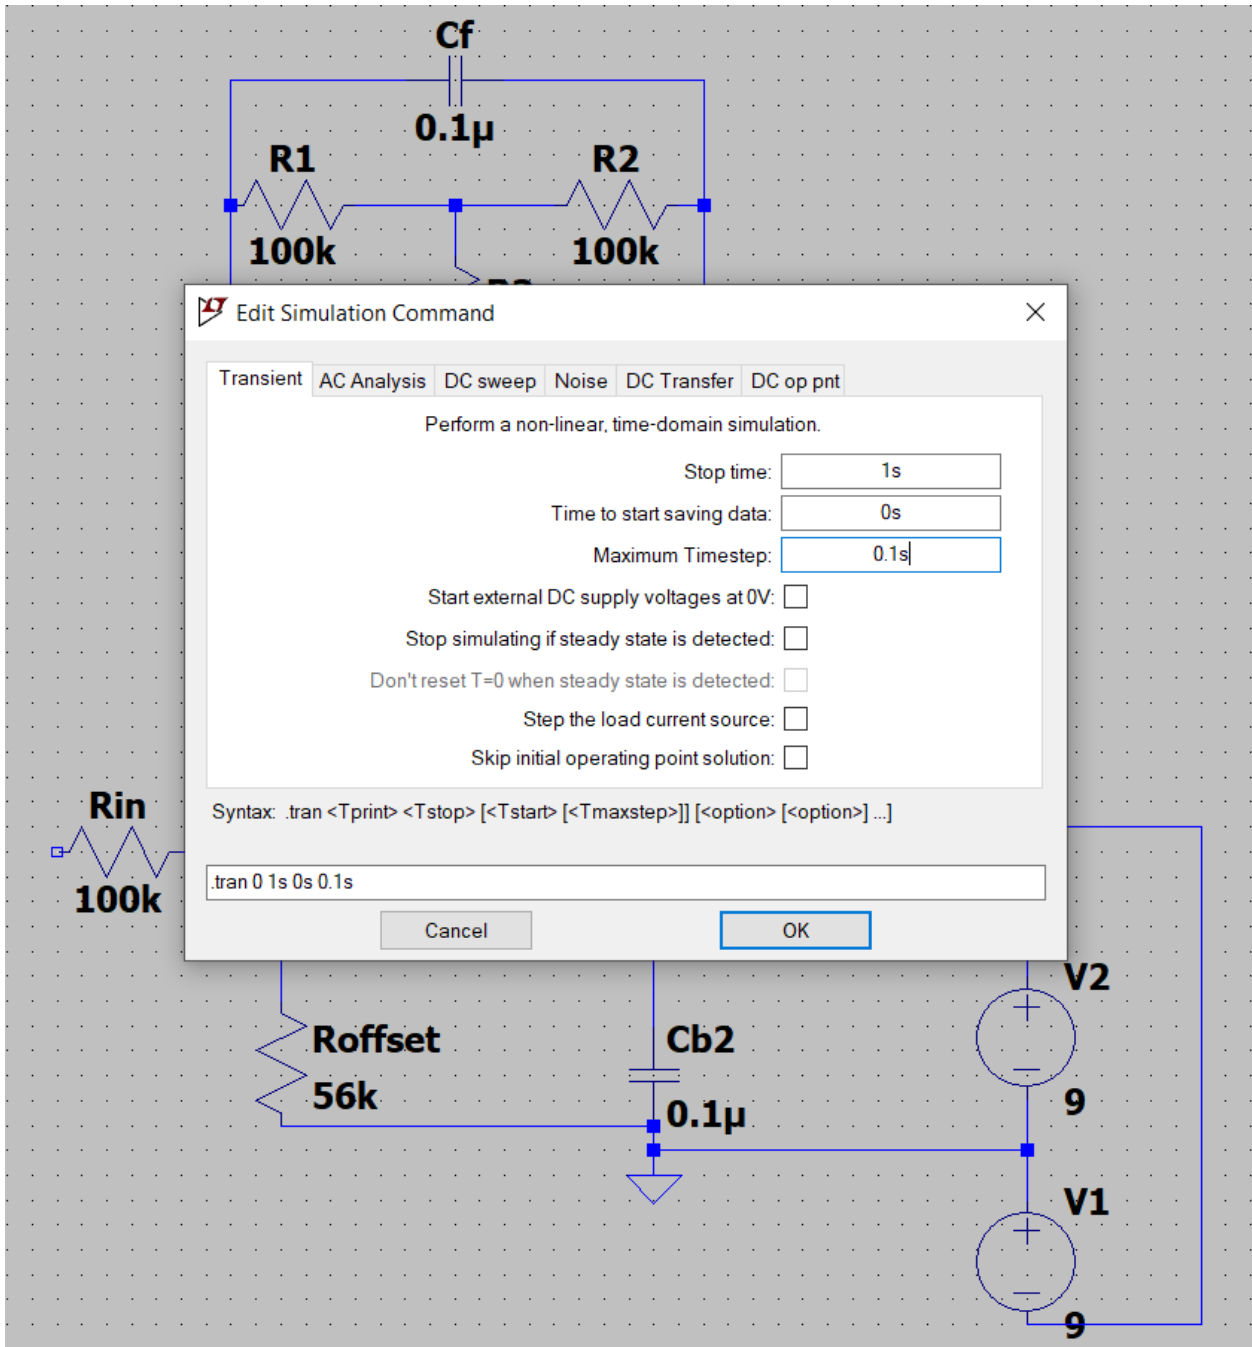 Cf
0.1µ
R1
R2
100k
100k
Edit Simulation Command
Transient
AC Analysis
DC sweep
Noise
DC Transfer
DC op pnt
Perform a non-linear, time-domain simulation.
Stop time: 1s
Time to start saving data: 0s
Maximum Timestep: 0.1s
Start external DC supply voltages at 0V:
Stop simulating if steady state is detected:
Don't reset T=0 when steady state is detected:
Step the load current source:
Skip initial operating point solution:
Syntax: .tran <Tprint> <Tstop> [<Tstart> [<Tmaxstep>]] [<option> [<option>] ...]
.tran 0 1s 0s 0.1s
Cancel
OK
Rin
100k
Roffset
56k
Cb2
0.1µ
V2
9
V1
9